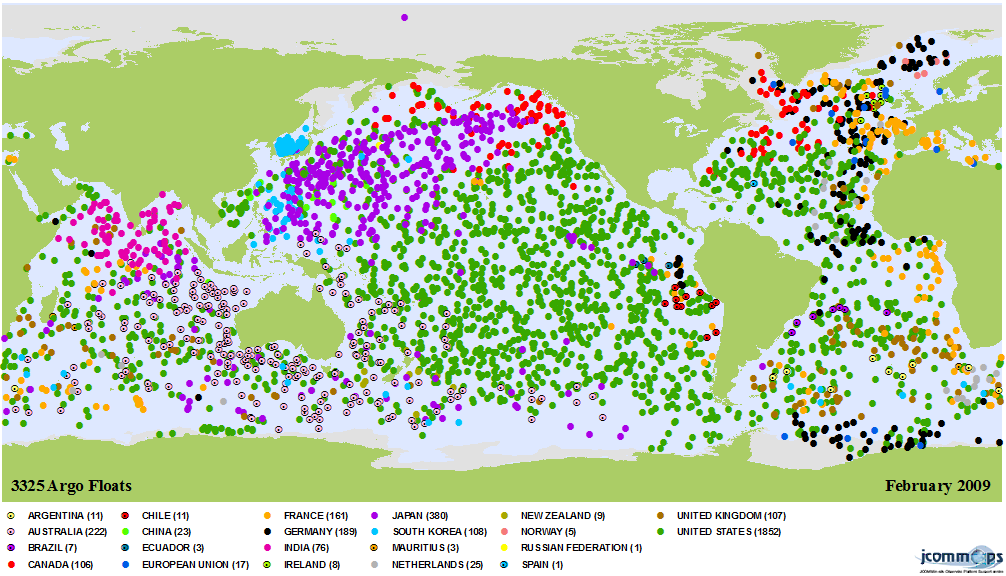 3325 Argo Floats February 2009
ARGENTINA (11) CHILE (11) FRANCE (161) JAPAN (380) NEW ZEALAND (9) UNITED KINGDOM (107)
AUSTRALIA (222) CHINA (23) GERMANY (189) SOUTH KOREA (108) NORWAY (5) UNITED STATES (1852)
BRAZIL (7) ECUADOR (3) INDIA (76) MAURITIUS (3) RUSSIAN FEDERATION (1)
CANADA (106) EUROPEAN UNION (17) IRELAND (8) NETHERLANDS (25) SPAIN (1)
jcommops